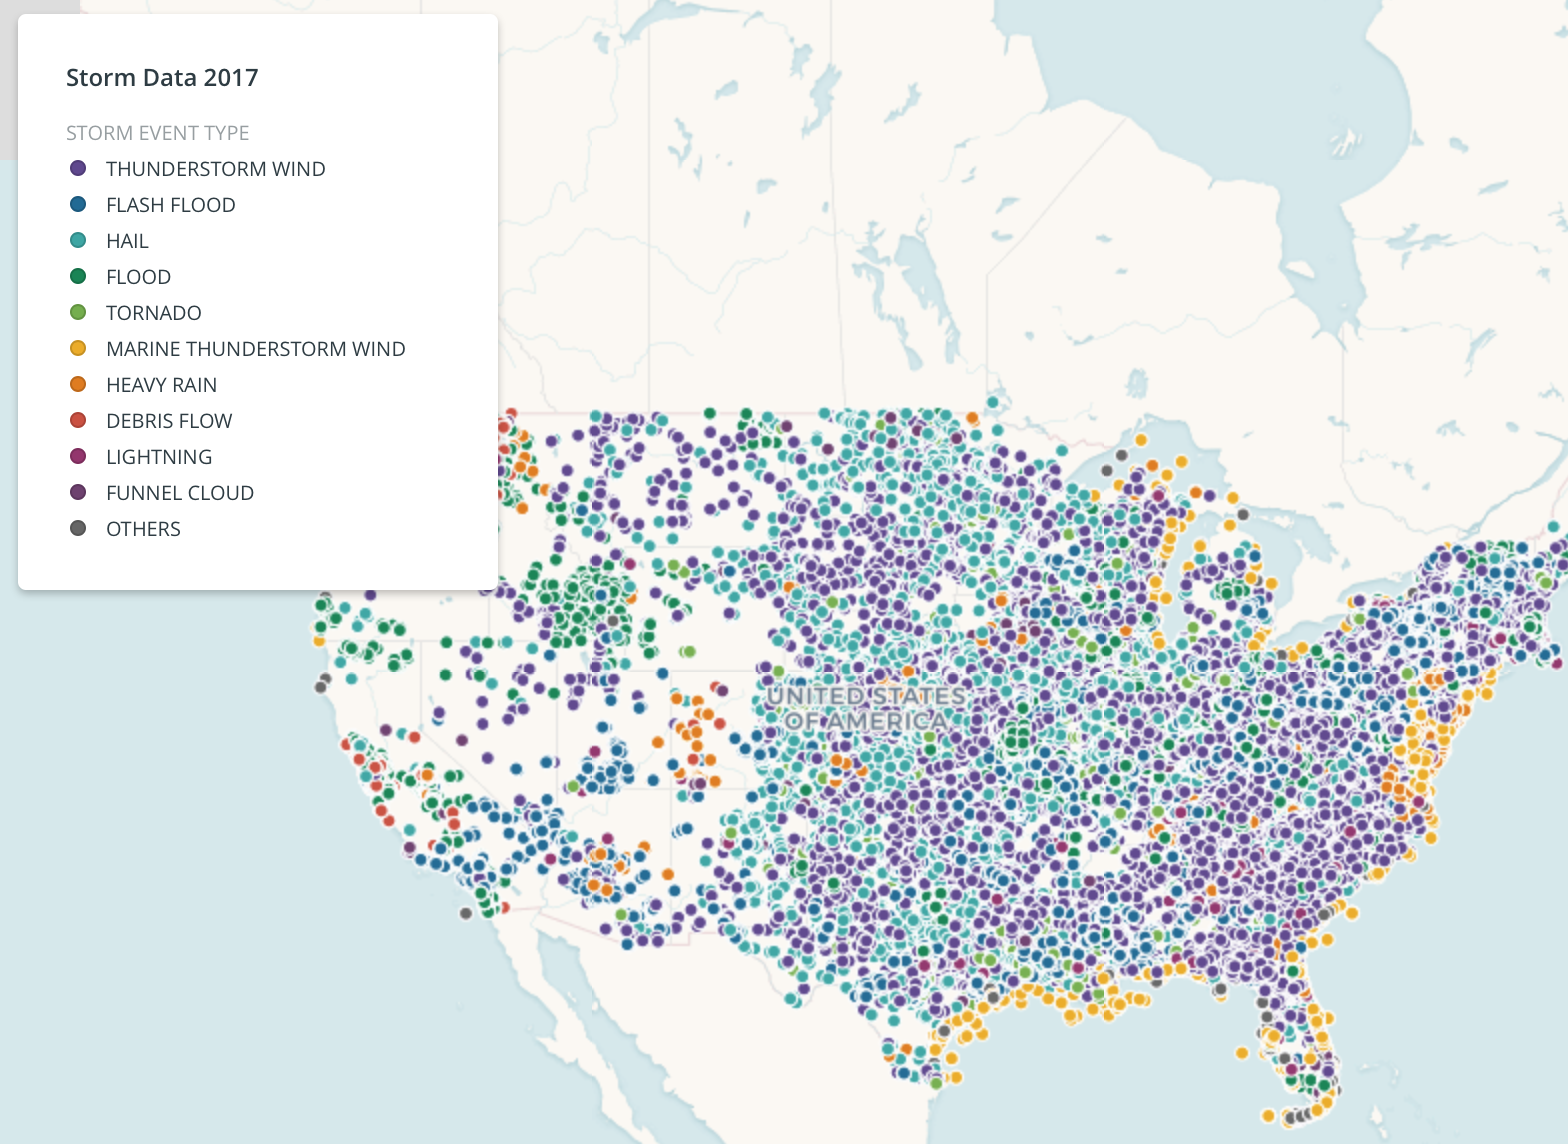 Storm Data 2017
STORM EVENT TYPE
THUNDERSTORM WIND
FLASH FLOOD
HAIL
FLOOD
TORNADO
MARINE THUNDERSTORM WIND
HEAVY RAIN
DEBRIS FLOW
LIGHTNING
FUNNEL CLOUD
OTHERS
UNITED STATES
OF AMERICA